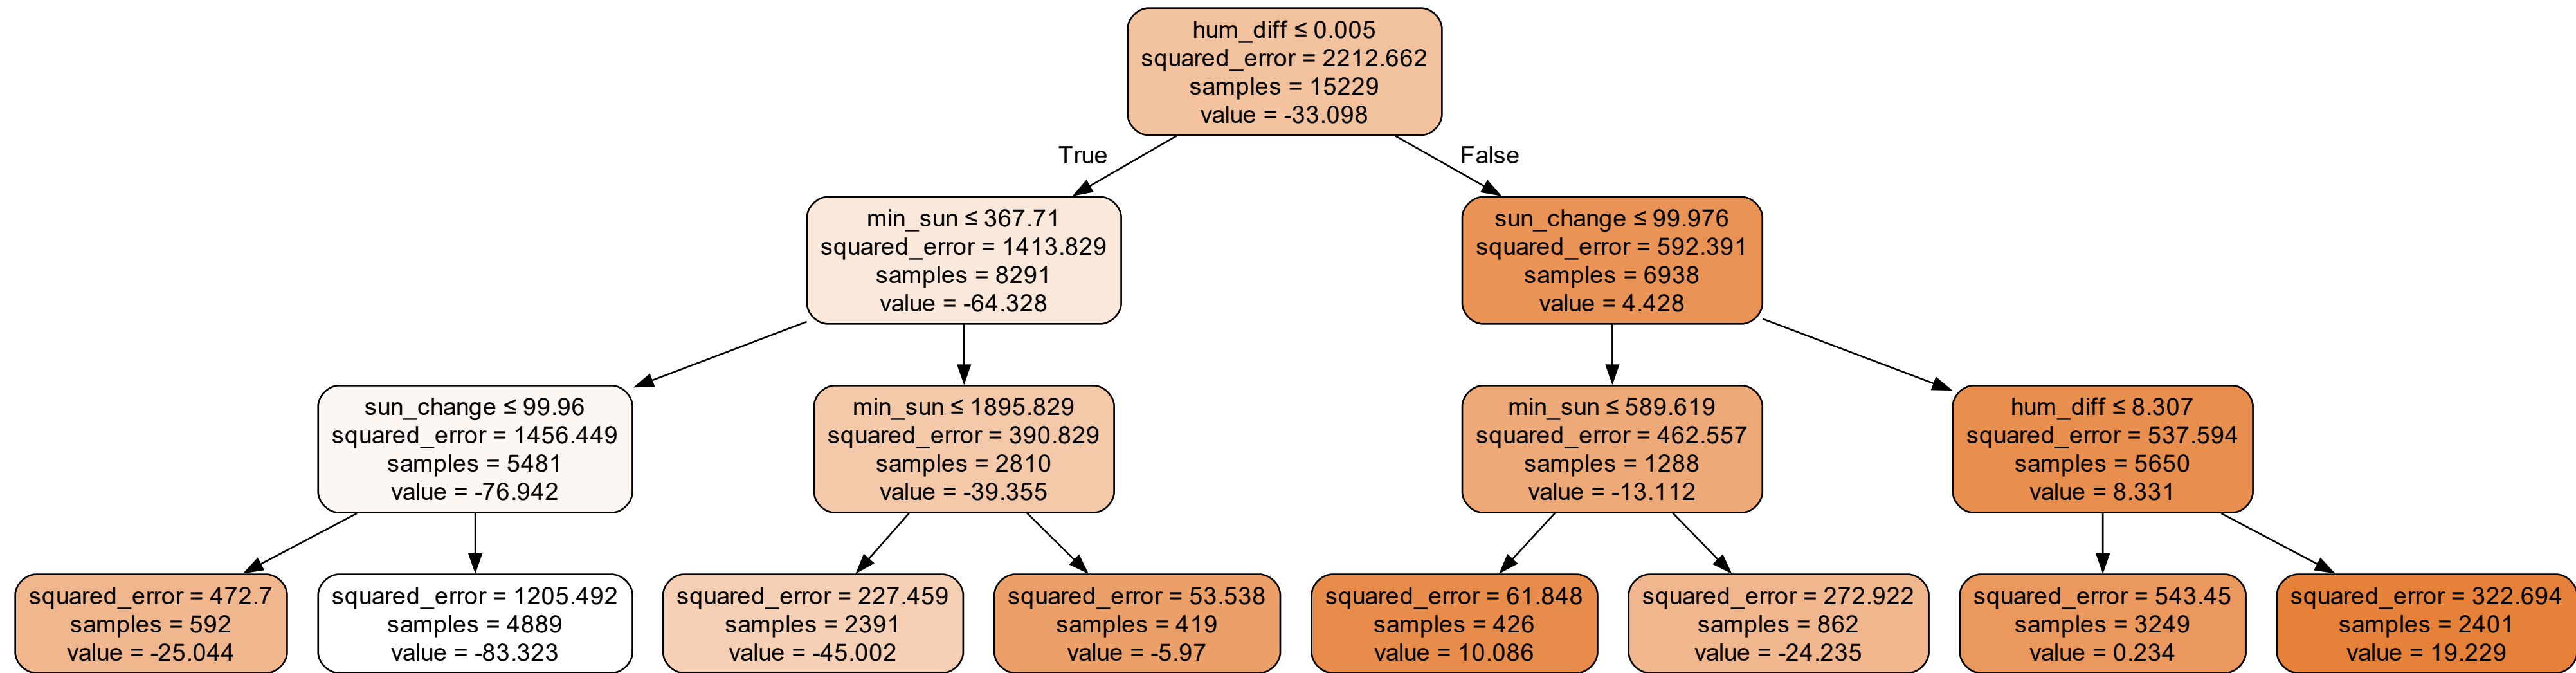 hum_diff ≤ 0.005
squared_error = 2212.662
samples = 15229
value = -33.098
True
False
min_sun ≤ 367.71
squared_error = 1413.829
samples = 8291
value = -64.328
sun_change ≤ 99.976
squared_error = 592.391
samples = 6938
value = 4.428
sun_change ≤ 99.96
squared_error = 1456.449
samples = 5481
value = -76.942
min_sun ≤ 1895.829
squared_error = 390.829
samples = 2810
value = -39.355
min_sun ≤ 589.619
squared_error = 462.557
samples = 1288
value = -13.112
hum_diff ≤ 8.307
squared_error = 537.594
samples = 5650
value = 8.331
squared_error = 472.7
samples = 592
value = -25.044
squared_error = 1205.492
samples = 4889
value = -83.323
squared_error = 227.459
samples = 2391
value = -45.002
squared_error = 53.538
samples = 419
value = -5.97
squared_error = 61.848
samples = 426
value = 10.086
squared_error = 272.922
samples = 862
value = -24.235
squared_error = 543.45
samples = 3249
value = 0.234
squared_error = 322.694
samples = 2401
value = 19.229